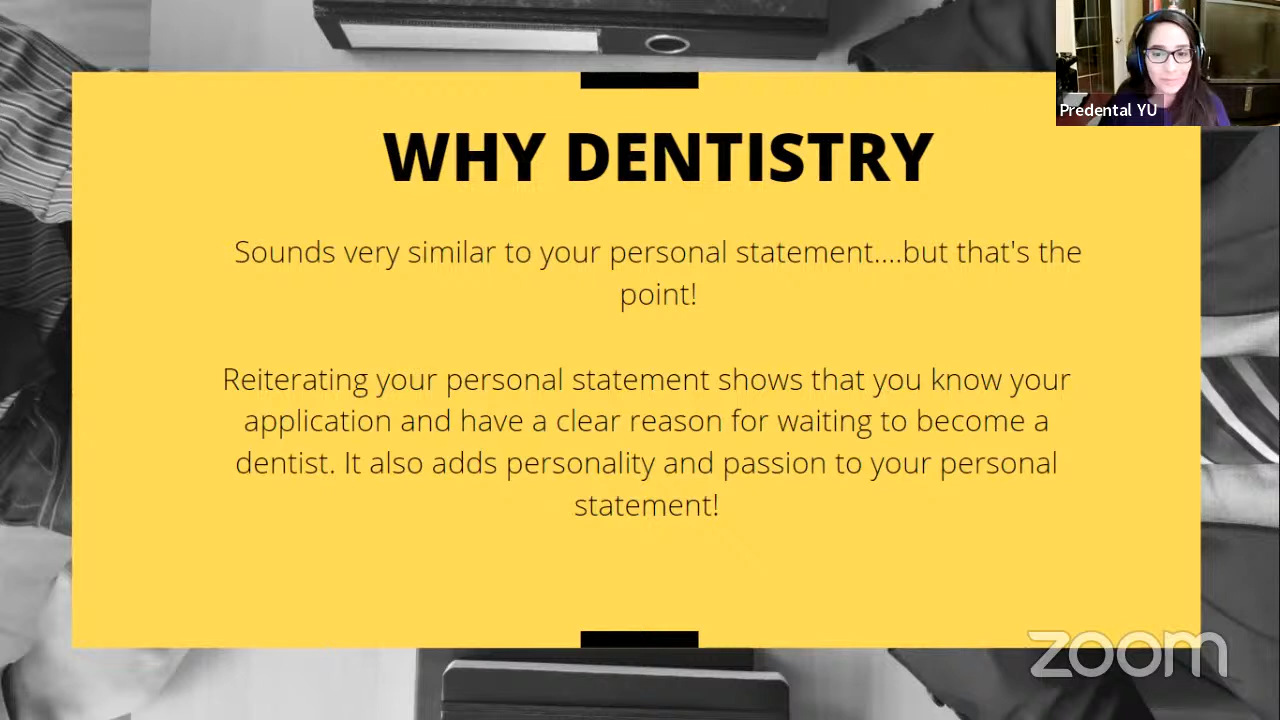 Predental YU
WHY DENTISTRY
Sounds very similar to your personal statement....but that's the
point!
Reiterating your personal statement shows that you know your
application and have a clear reason for waiting to become a
dentist. It also adds personality and passion to your personal
statement!
zoom